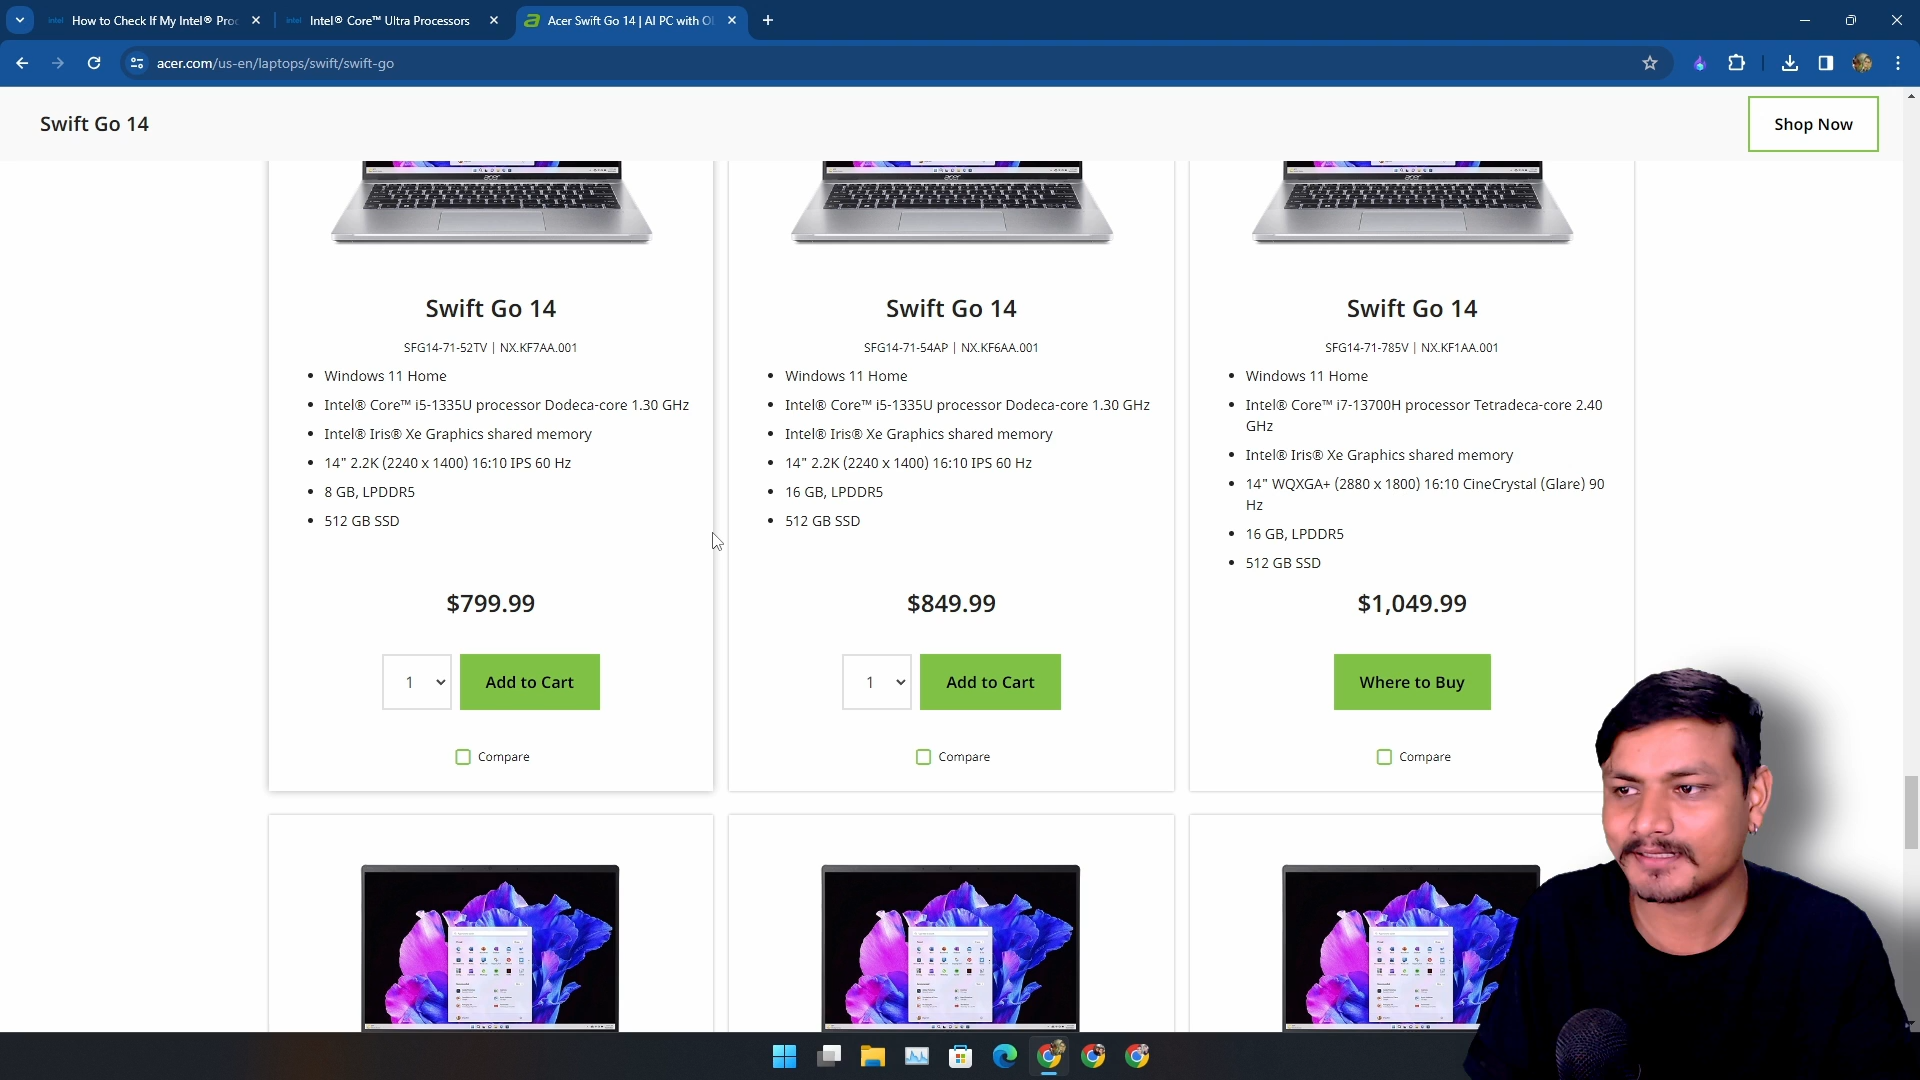 How to Check If My Intel® Pro
Intel® Core™ Ultra Processors
Acer Swift Go 14 | AI PC with OL
acer.com/us-en/laptops/swift/swift-go
Swift Go 14
Shop Now
Swift Go 14
SFG14-71-52TV | NX.KF7AA.001
Windows 11 Home
Intel® Core™ i5-1335U processor Dodeca-core 1.30 GHz
Intel® Iris® Xe Graphics shared memory
14" 2.2K (2240 x 1400) 16:10 IPS 60 Hz
8 GB, LPDDR5
512 GB SSD
$799.99
1
Add to Cart
Compare
Swift Go 14
SFG14-71-54AP | NX.KF6AA.001
Windows 11 Home
Intel® Core™ i5-1335U processor Dodeca-core 1.30 GHz
Intel® Iris® Xe Graphics shared memory
14" 2.2K (2240 x 1400) 16:10 IPS 60 Hz
16 GB, LPDDR5
512 GB SSD
$849.99
1
Add to Cart
Compare
Swift Go 14
SFG14-71-785V | NX.KF1AA.001
Windows 11 Home
Intel® Core™ i7-13700H processor Tetradeca-core 2.40
GHz
Intel® Iris® Xe Graphics shared memory
14" WQXGA+ (2880 x 1800) 16:10 CineCrystal (Glare) 90
Hz
16 GB, LPDDR5
512 GB SSD
$1,049.99
Where to Buy
Compare